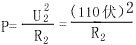 P = U₂² / R₂ = (110伏)² / R₂